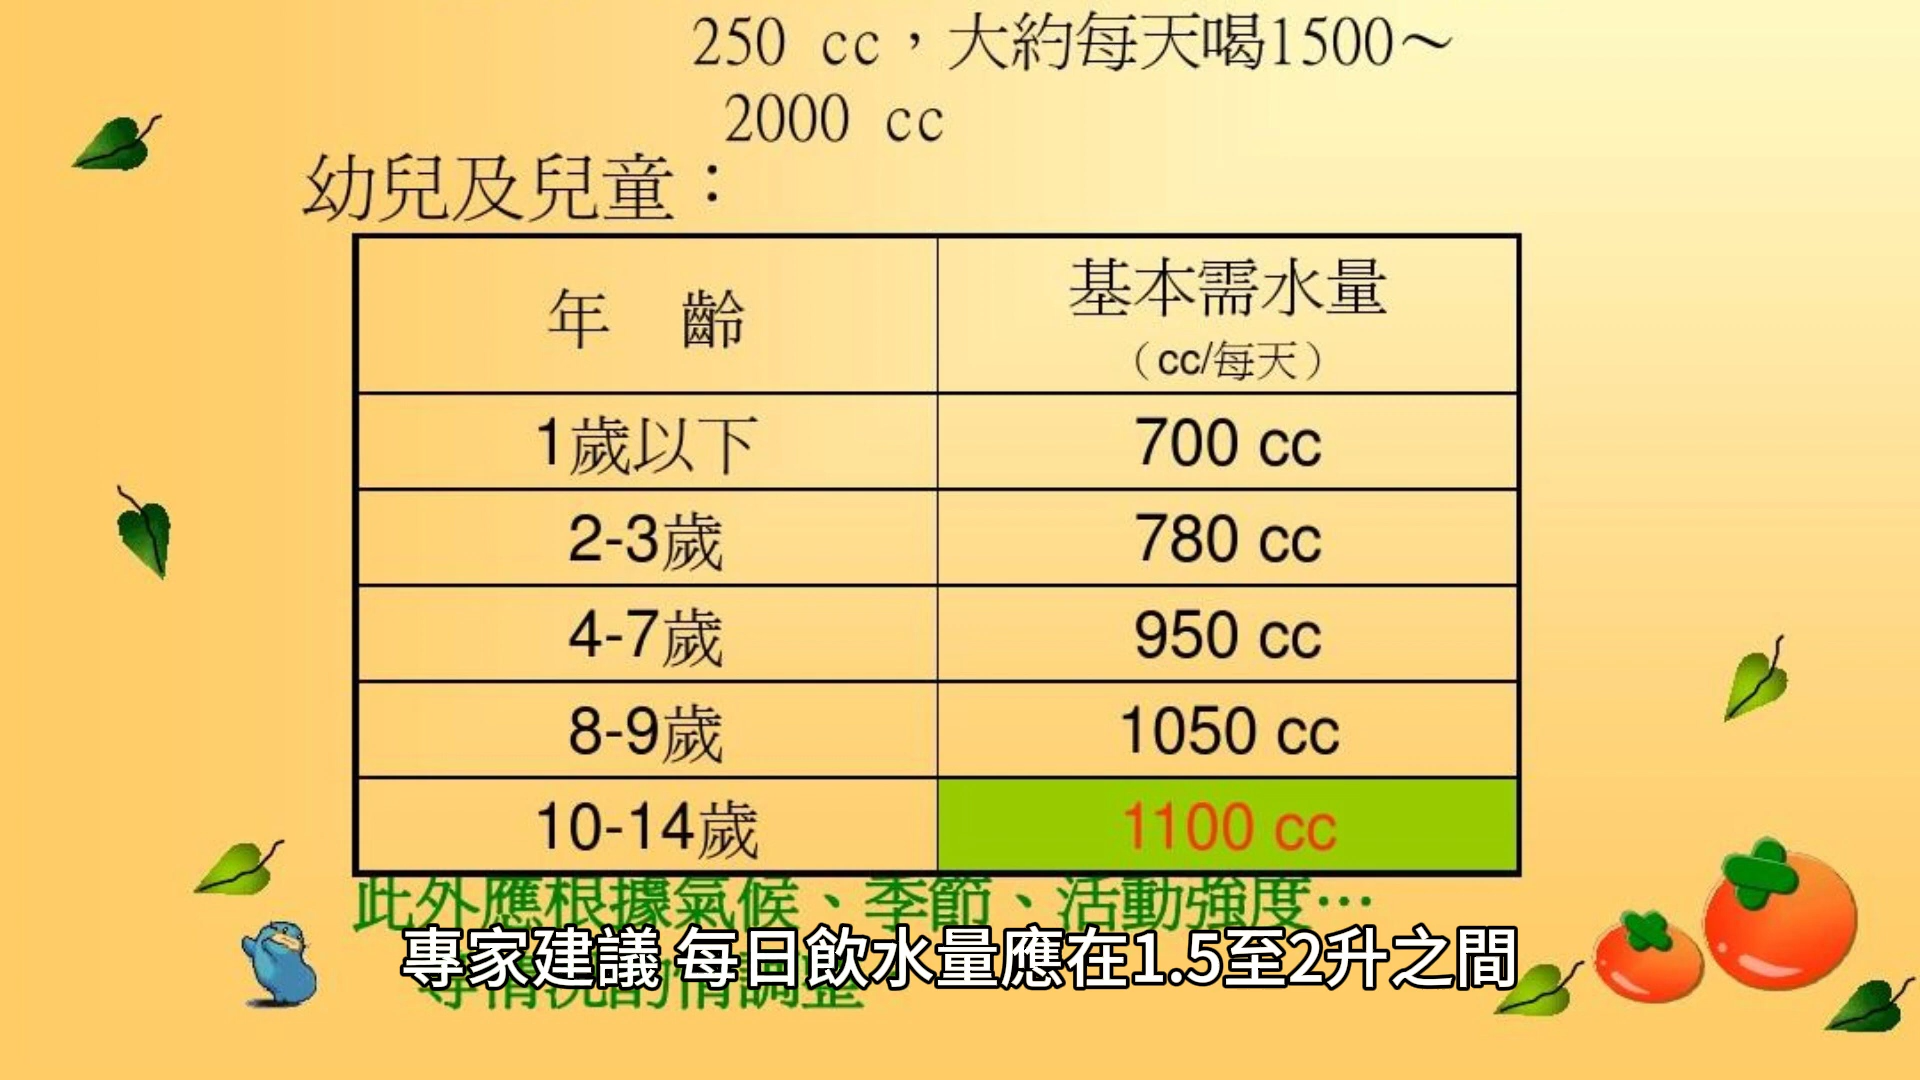 250 cc，大約每天喝1500～
2000 cc
幼兒及兒童：
年 齡
基本需水量
（cc/每天）
1歲以下
700 cc
2-3歲
780 cc
4-7歲
950 cc
8-9歲
1050 cc
10-14歲
1100 cc
此外應根據氣候、季節、活動強度…
專家建議 每日飲水量應在1.5至2升之間